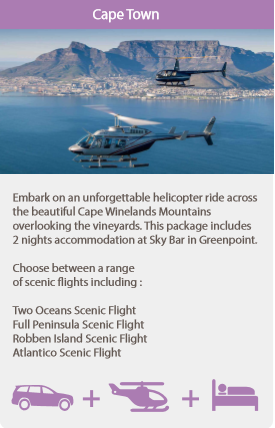 Cape Town
Embark on an unforgettable helicopter ride across
the beautiful Cape Winelands Mountains
overlooking the vineyards. This package includes
2 nights accommodation at Sky Bar in Greenpoint.
Choose between a range
of scenic flights including :
Two Oceans Scenic Flight
Full Peninsula Scenic Flight
Robben Island Scenic Flight
Atlantico Scenic Flight
+
+